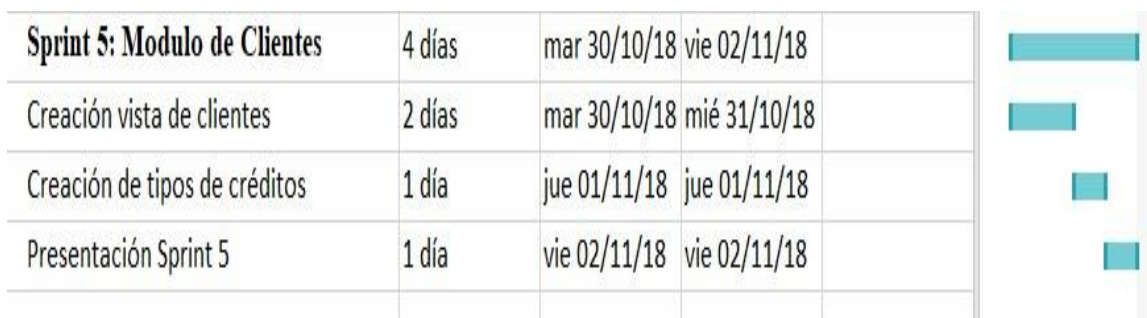 Sprint 5: Modulo de Clientes 4 días mar 30/10/18 vie 02/11/18
Creación vista de clientes 2 días mar 30/10/18 mié 31/10/18
Creación de tipos de créditos 1 día jue 01/11/18 jue 01/11/18
Presentación Sprint 5 1 día vie 02/11/18 vie 02/11/18